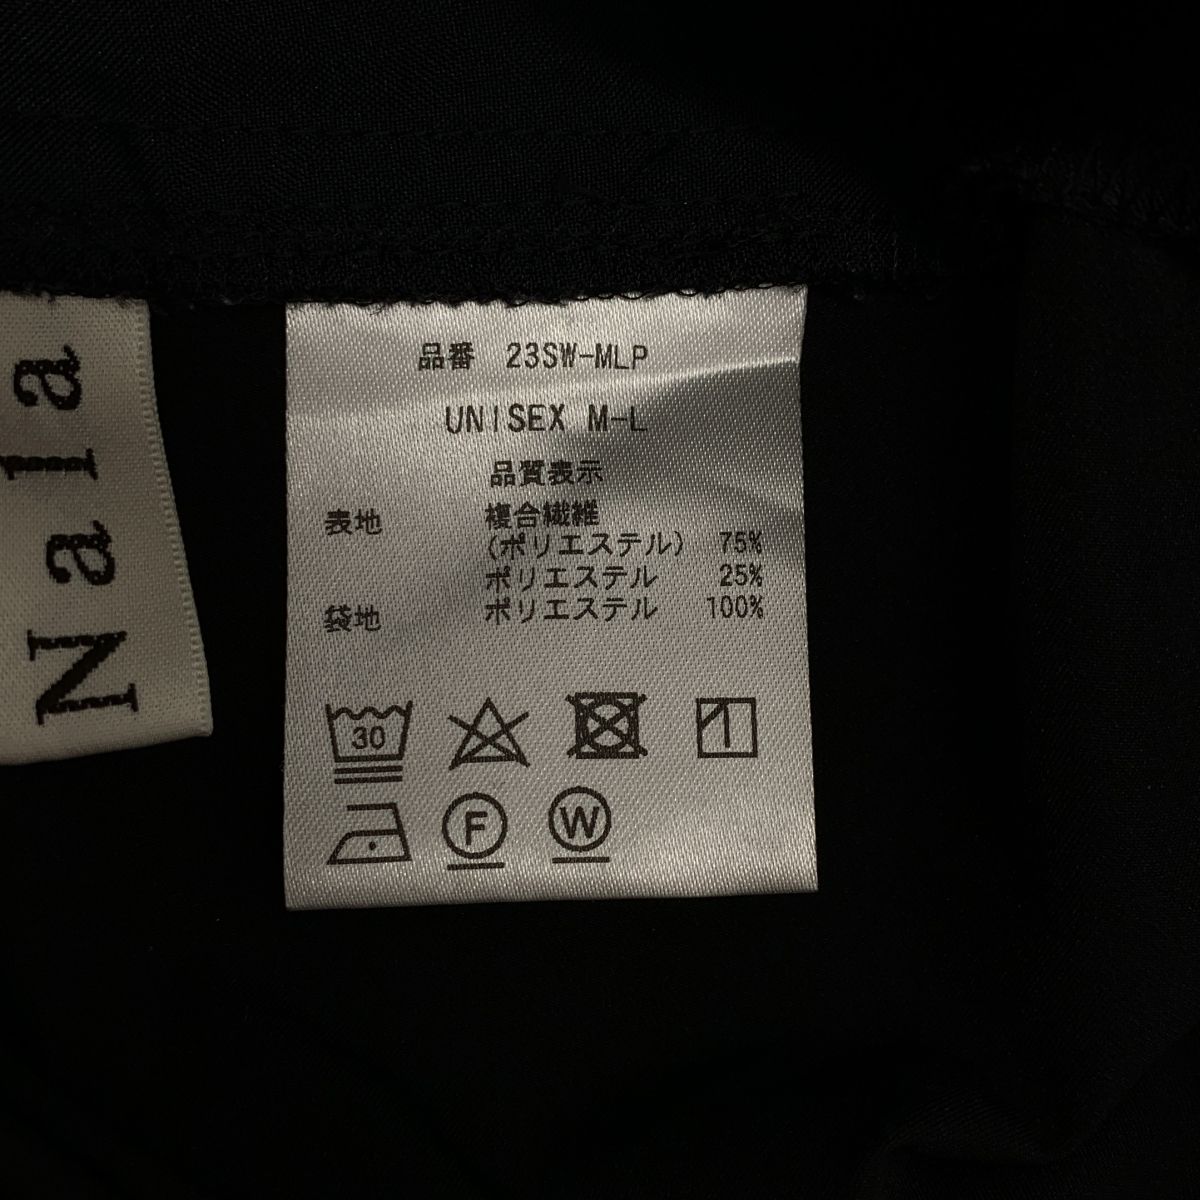 Nala
品番 23SW-MLP
UNISEX M-L
品質表示
表地 複合繊維
(ポリエステル) 75%
ポリエステル 25%
袋地 ポリエステル 100%
30
F W